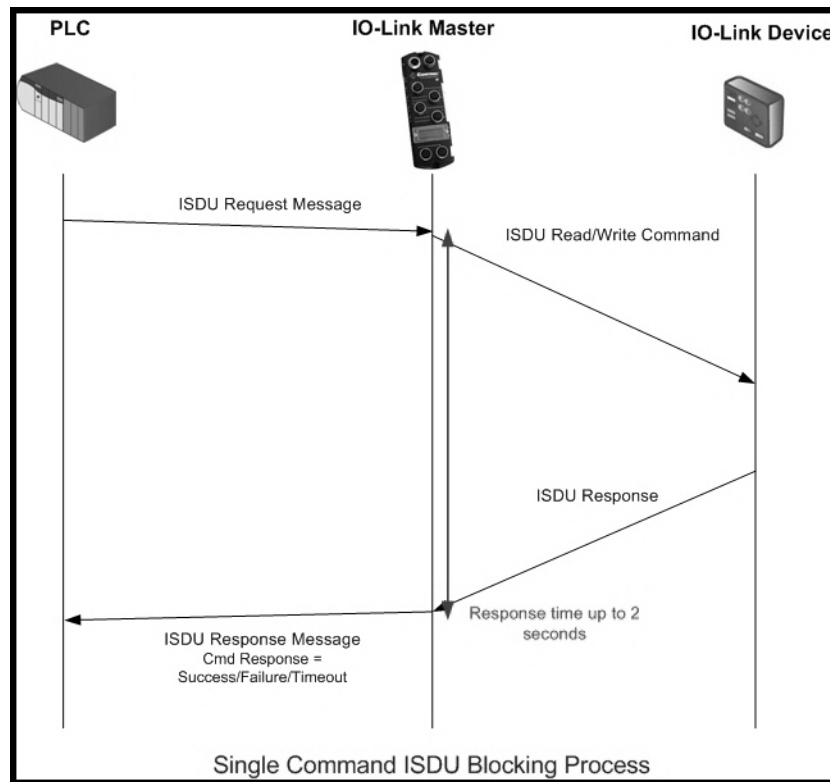 PLC
IO-Link Master
IO-Link Device
ISDU Request Message
ISDU Read/Write Command
ISDU Response
Response time up to 2
seconds
ISDU Response Message
Cmd Response =
Success/Failure/Timeout
Single Command ISDU Blocking Process